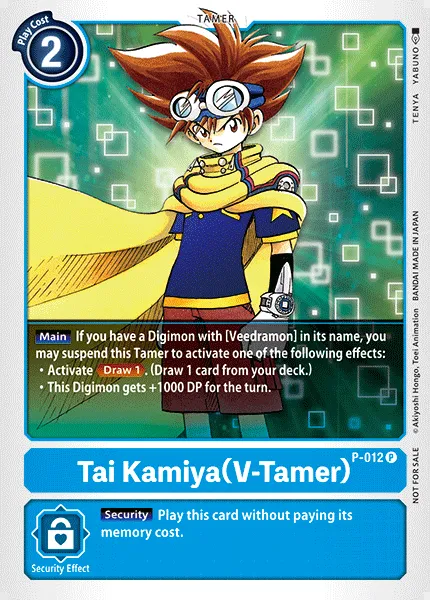 TAMER
Play Cost
2
TENYA YABUNO
Main If you have a Digimon with [Veedramon] in its name, you
may suspend this Tamer to activate one of the following effects:
• Activate Draw 1. (Draw 1 card from your deck.)
• This Digimon gets +1000 DP for the turn.
P-012 P
Tai Kamiya(V-Tamer)
Security Play this card without paying its
memory cost.
Security Effect
NOT FOR SALE ©Akiyoshi Hongo, Toei Animation BANDAI MADE IN JAPAN